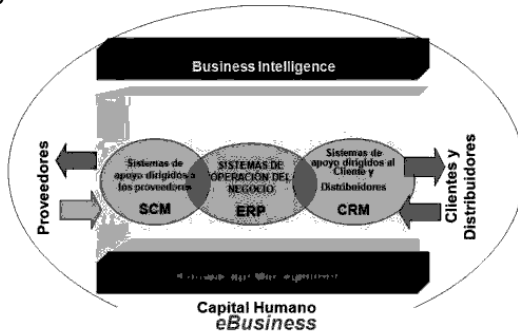 Business Intelligence
Proveedores
Sistemas de
apoyo dirigidos a
los proveedores
SCM
SISTEMAS DE
OPERACIÓN DEL
NEGOCIO
ERP
Sistemas de
apoyo dirigidos al
Cliente y
Distribuidores
CRM
Clientes y
Distribuidores
Capital Humano
eBusiness